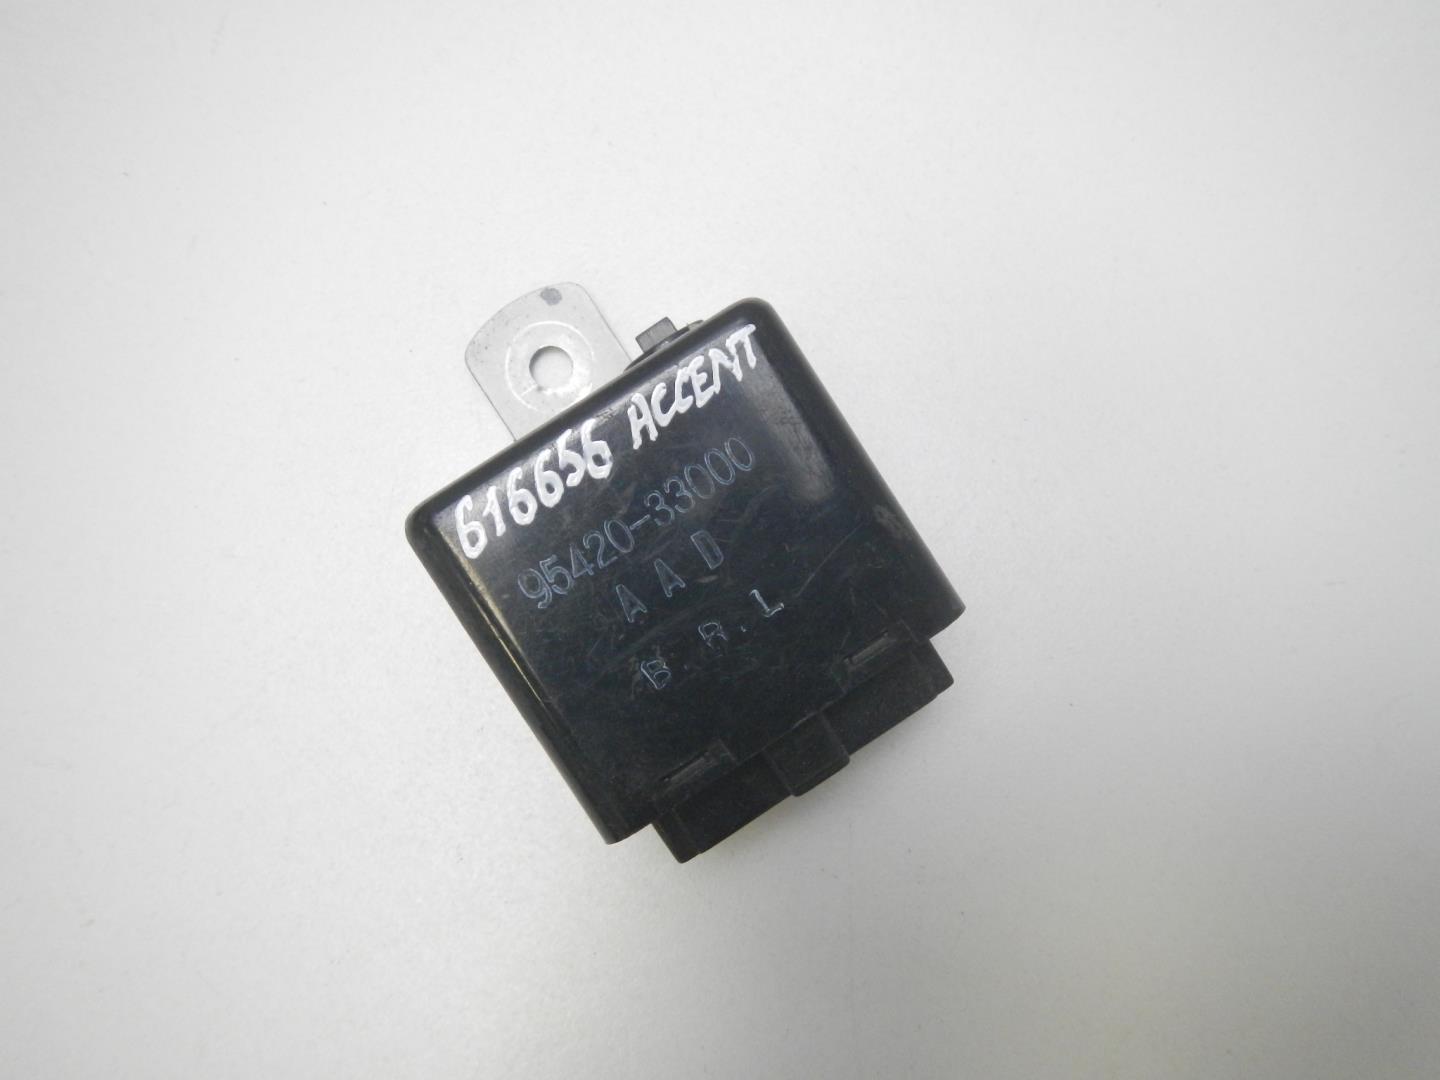 616656 ACCENT
95420-33000
A A D
B.R.L